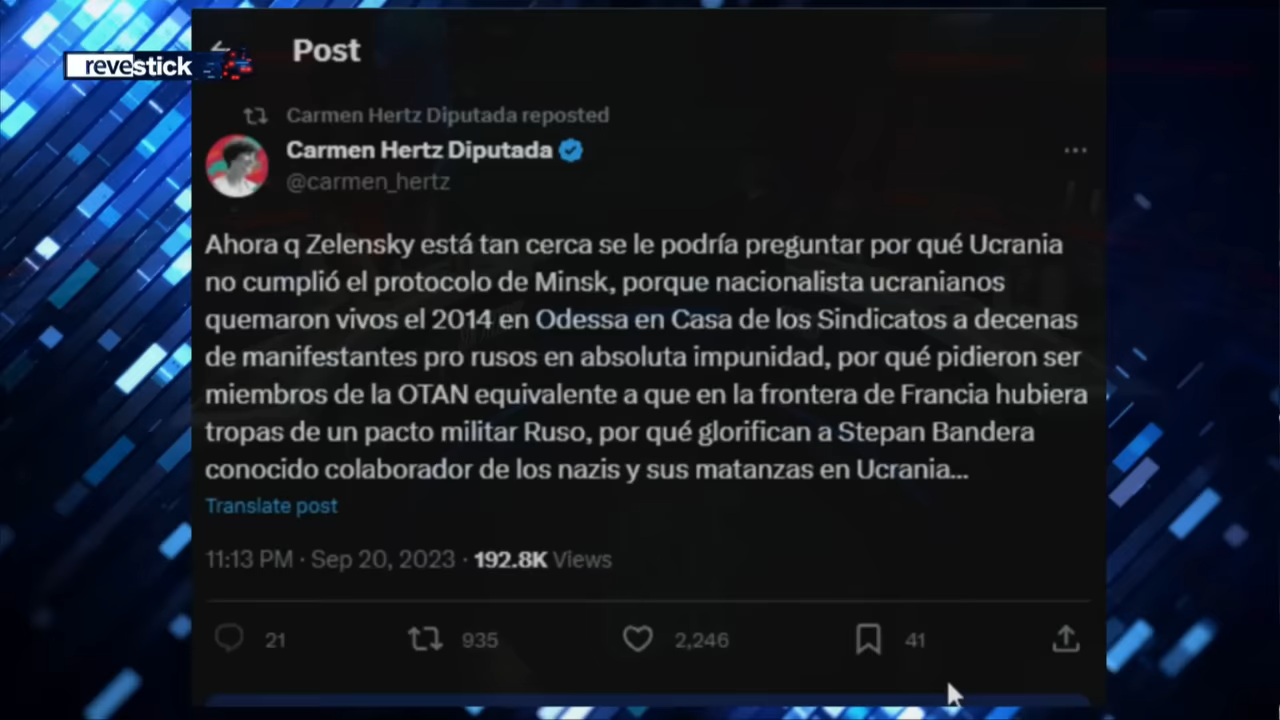 revestick
Post
Carmen Hertz Diputada reposted
Carmen Hertz Diputada
@carmen_hertz
Ahora q Zelensky está tan cerca se le podría preguntar por qué Ucrania
no cumplió el protocolo de Minsk, porque nacionalista ucranianos
quemaron vivos el 2014 en Odessa en Casa de los Sindicatos a decenas
de manifestantes pro rusos en absoluta impunidad, por qué pidieron ser
miembros de la OTAN equivalente a que en la frontera de Francia hubiera
tropas de un pacto militar Ruso, por qué glorifican a Stepan Bandera
conocido colaborador de los nazis y sus matanzas en Ucrania...
Translate post
11:13 PM · Sep 20, 2023 · 192.8K Views
21 935 2,246 41